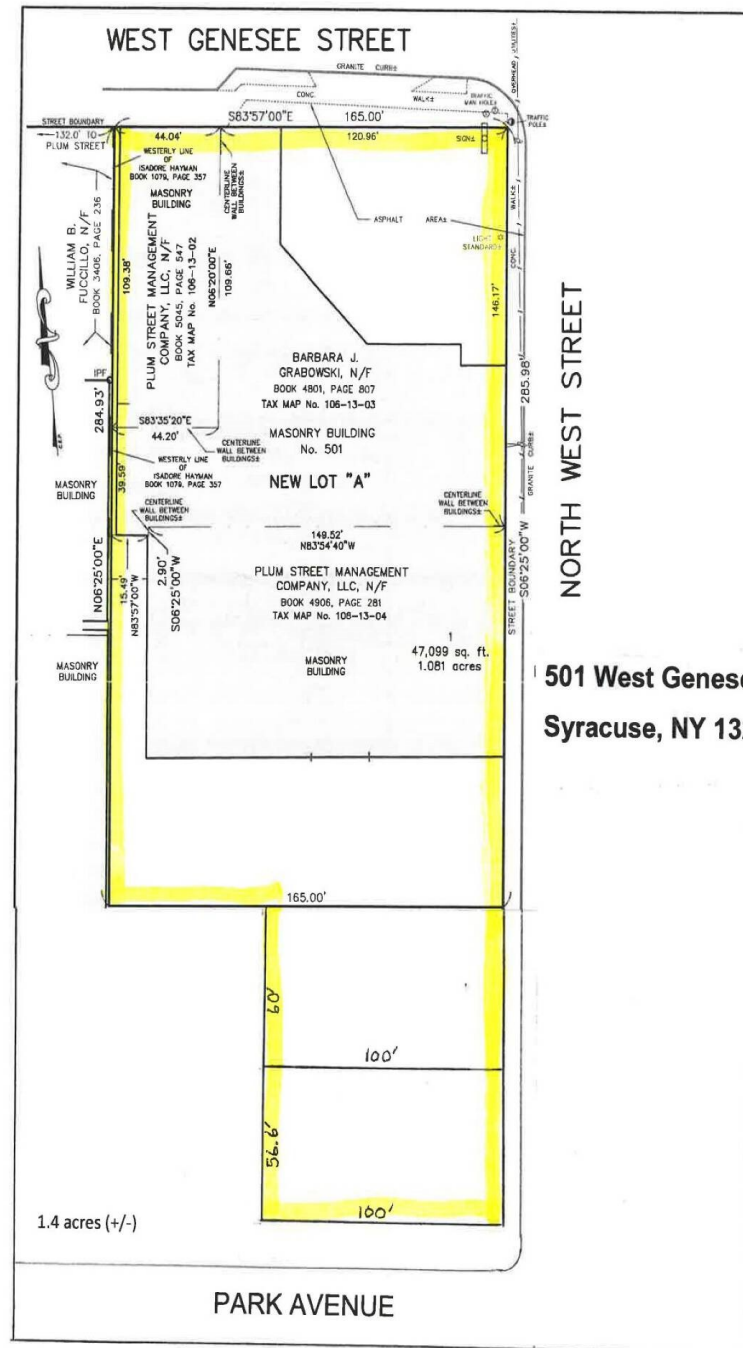 WEST GENESEE STREET
GRANITE CURB±
OVERHEAD UTILITIES±
CONC.
WALK±
TRAFFIC
MAN HOLE±
STREET BOUNDARY
S83°57'00"E
165.00'
TRAFFIC
POLE±
132.0' TO
PLUM STREET
44.04'
120.96'
SIGN±
WESTERLY LINE
OF
ISADORE HAYMAN
BOOK 1079, PAGE 357
CENTERLINE
WALL BETWEEN
BUILDINGS±
MASONRY
BUILDING
WILLIAM B.
FUCCILLO, N/F
BOOK 3406, PAGE 236
109.38'
PLUM STREET MANAGEMENT
COMPANY, LLC, N/F
BOOK 5045, PAGE 547
TAX MAP No. 106-13-02
N06°20'00"E
109.66'
ASPHALT AREA±
LIGHT
STANDARD±
CONC. WALK±
146.17'
NORTH WEST STREET
IPF
284.93'
285.98'
BARBARA J.
GRABOWSKI, N/F
BOOK 4801, PAGE 807
TAX MAP No. 106-13-03
S83°35'20"E
44.20'
CENTERLINE
WALL BETWEEN
BUILDINGS±
MASONRY BUILDING
No. 501
WESTERLY LINE
OF
ISADORE HAYMAN
BOOK 1079, PAGE 357
39.59'
NEW LOT "A"
MASONRY
BUILDING
GRANITE CURB±
CENTERLINE
WALL BETWEEN
BUILDINGS±
CENTERLINE
WALL BETWEEN
BUILDINGS±
149.52'
N83°54'40"W
N06°25'00"E
15.49'
N83°57'00"W
2.90'
S06°25'00"W
STREET BOUNDARY
S06°25'00"W
PLUM STREET MANAGEMENT
COMPANY, LLC, N/F
BOOK 4906, PAGE 281
TAX MAP No. 106-13-04
1
47,099 sq. ft.
1.081 acres
MASONRY
BUILDING
MASONRY
BUILDING
501 West Genese
Syracuse, NY 13
165.00'
60'
100'
56.6'
100'
1.4 acres (+/-)
PARK AVENUE